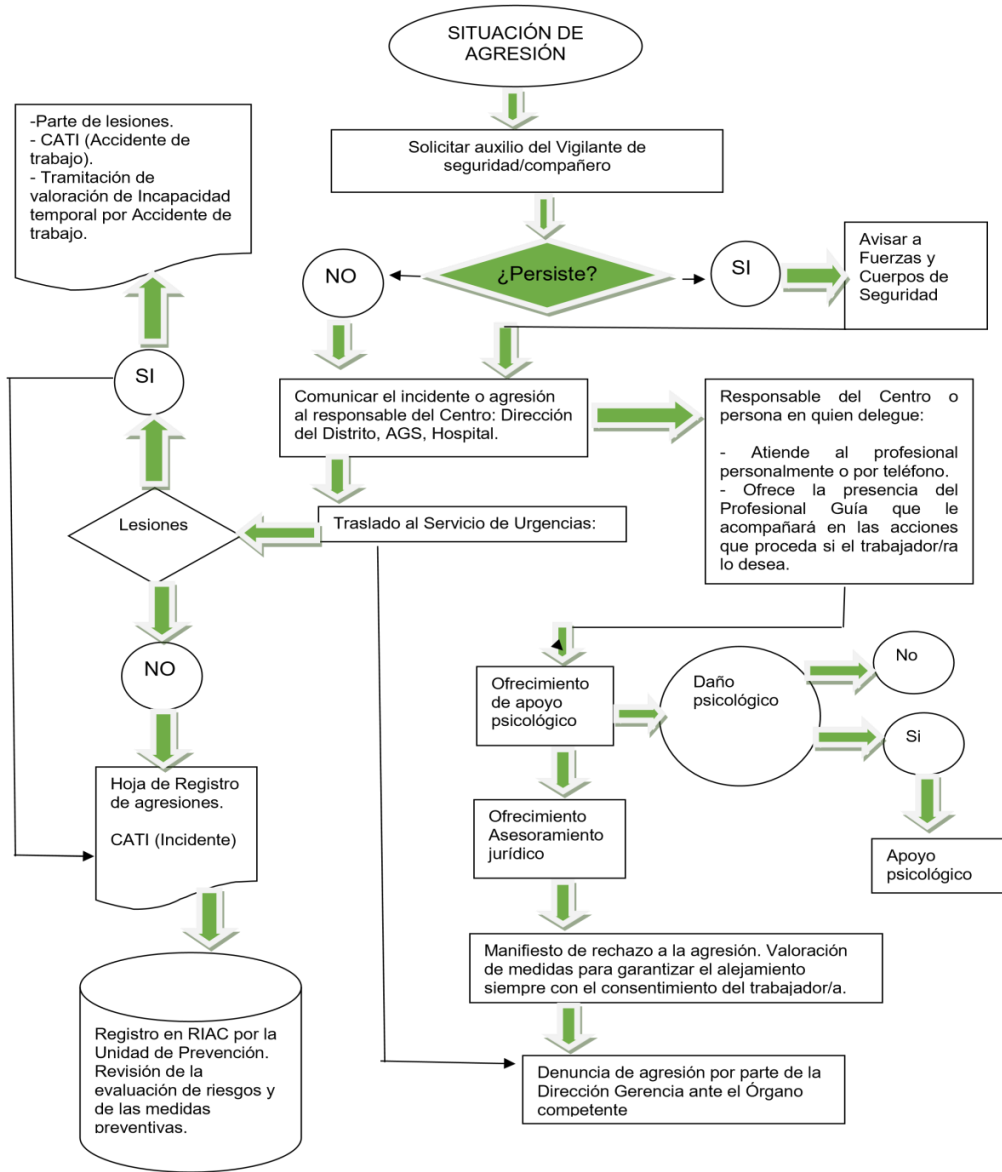 SITUACIÓN DE
AGRESIÓN
-Parte de lesiones.
- CATI (Accidente de
trabajo).
- Tramitación de
valoración de Incapacidad
temporal por Accidente de
trabajo.
Solicitar auxilio del Vigilante de
seguridad/compañero
¿Persiste?
NO
SI
Avisar a
Fuerzas y
Cuerpos de
Seguridad
SI
Comunicar el incidente o agresión
al responsable del Centro: Dirección
del Distrito, AGS, Hospital.
Responsable del Centro o
persona en quien delegue:
- Atiende al profesional
personalmente o por teléfono.
- Ofrece la presencia del
Profesional Guía que le
acompañará en las acciones
que proceda si el trabajador/ra
lo desea.
Lesiones
Traslado al Servicio de Urgencias:
NO
Ofrecimiento
de apoyo
psicológico
Daño
psicológico
No
Si
Hoja de Registro
de agresiones.
CATI (Incidente)
Ofrecimiento
Asesoramiento
jurídico
Apoyo
psicológico
Manifiesto de rechazo a la agresión. Valoración
de medidas para garantizar el alejamiento
siempre con el consentimiento del trabajador/a.
Registro en RIAC por la
Unidad de Prevención.
Revisión de la
evaluación de riesgos y
de las medidas
preventivas.
Denuncia de agresión por parte de la
Dirección Gerencia ante el Órgano
competente